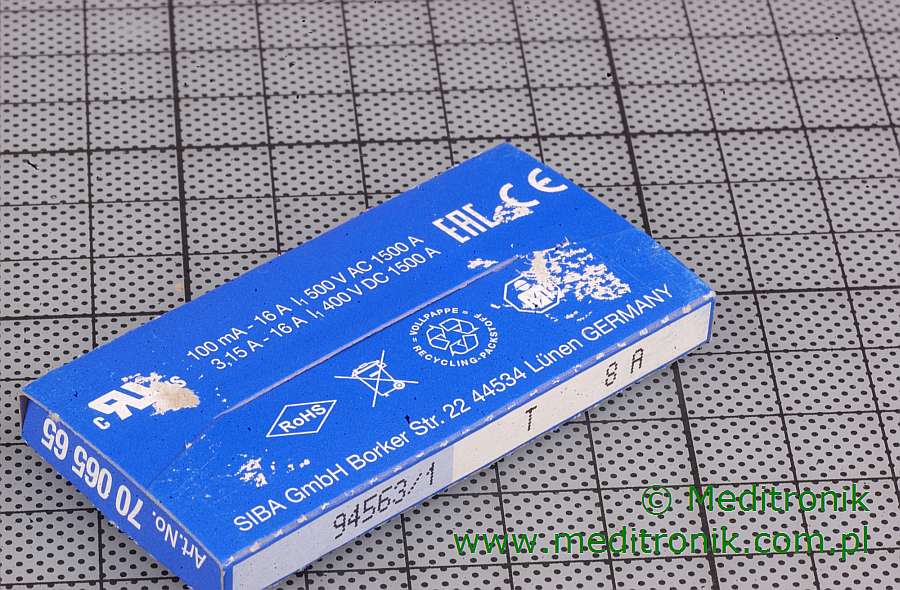 EAC CE
100 mA - 16 A I₁ 500 V AC 1500 A
3,15 A - 16 A I₁ 400 V DC 1500 A
= VOLLPAPPE =
RECYCLING-PACKSTOFF
c US
RoHS
SIBA GmbH Borker Str. 22 44534 Lünen GERMANY
Art.No. 70 065 65
94563/1 T 8 A
© Meditronik
www.meditronik.com.pl